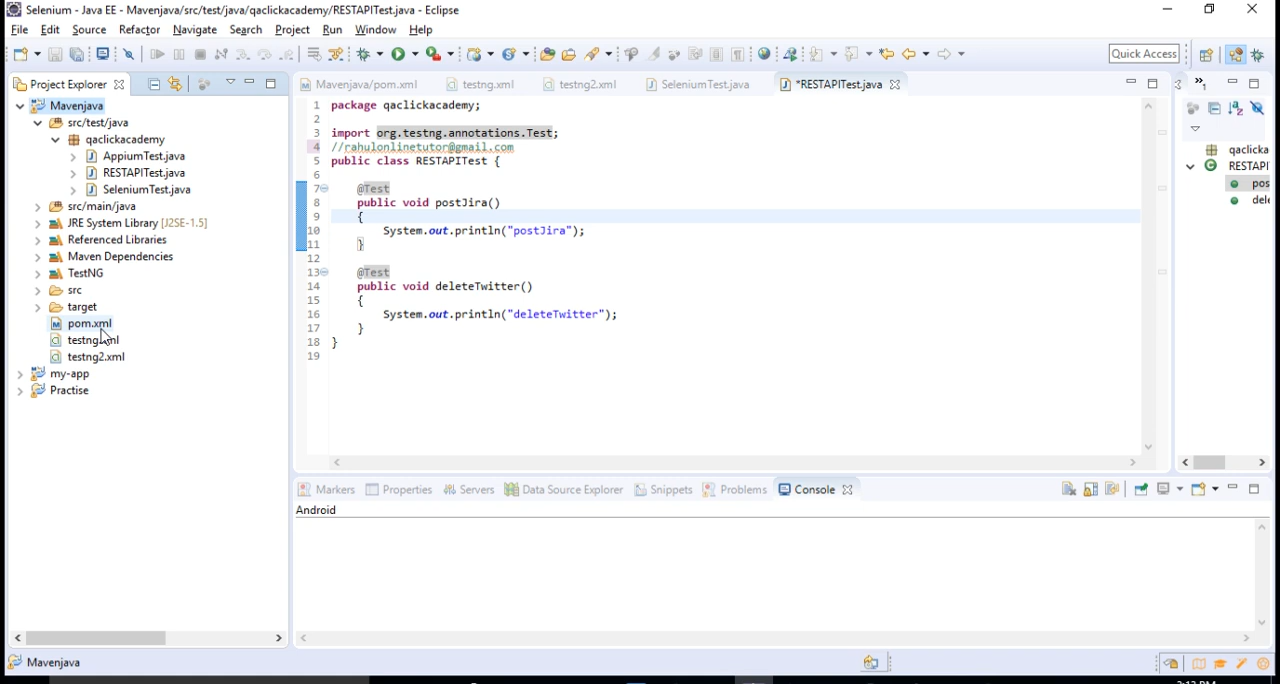 Selenium - Java EE - Mavenjava/src/test/java/qaclickacademy/RESTAPITest.java - Eclipse
File Edit Source Refactor Navigate Search Project Run Window Help
Quick Access
Project Explorer
Mavenjava/pom.xml testng.xml testng2.xml SeleniumTest.java *RESTAPITest.java
Mavenjava
src/test/java
qaclickacademy
AppiumTest.java
RESTAPITest.java
SeleniumTest.java
src/main/java
JRE System Library [J2SE-1.5]
Referenced Libraries
Maven Dependencies
TestNG
src
target
pom.xml
testng.xml
testng2.xml
my-app
Practise
1 package qaclickacademy;
2
3 import org.testng.annotations.Test;
4 //rahulonlinetutor@gmail.com
5 public class RESTAPITest {
6
7 @Test
8 public void postJira()
9 {
10 System.out.println("postJira");
11 }
12
13 @Test
14 public void deleteTwitter()
15 {
16 System.out.println("deleteTwitter");
17 }
18 }
19
qaclicka
RESTAPI
pos
dele
Markers Properties Servers Data Source Explorer Snippets Problems Console
Android
Mavenjava